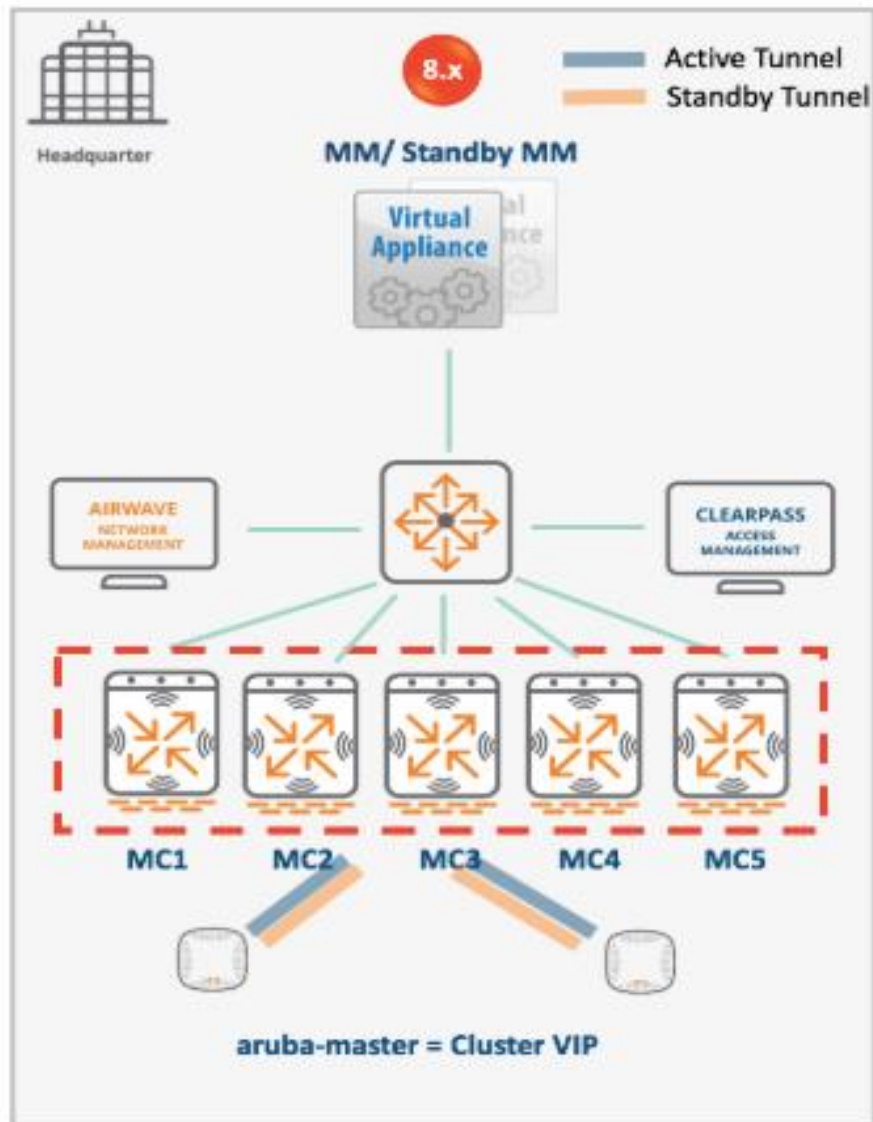 8.x
Active Tunnel
Standby Tunnel
Headquarter
MM/ Standby MM
Virtual
Appliance
AIRWAVE
NETWORK
MANAGEMENT
CLEARPASS
ACCESS
MANAGEMENT
MC1
MC2
MC3
MC4
MC5
aruba-master = Cluster VIP